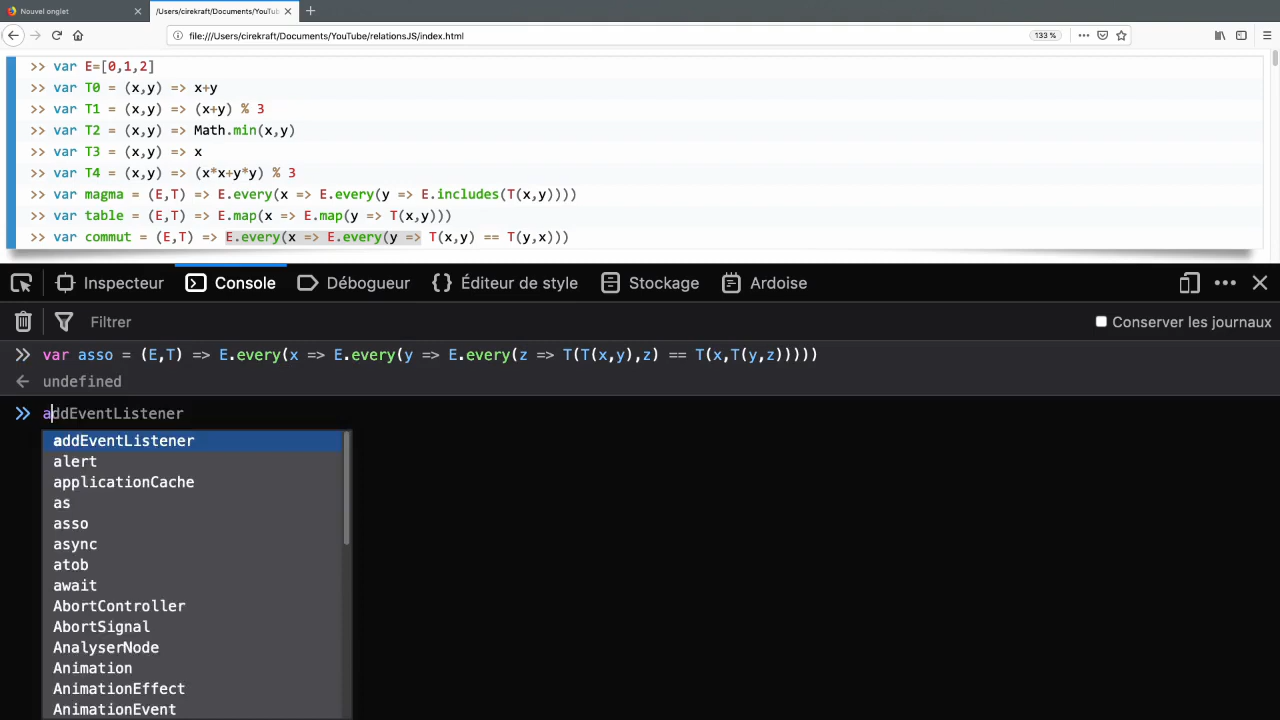 Nouvel onglet
/Users/cirekraft/Documents/YouTub
file:///Users/cirekraft/Documents/YouTube/relationsJS/index.html
133 %
>> var E=[0,1,2]
>> var T0 = (x,y) => x+y
>> var T1 = (x,y) => (x+y) % 3
>> var T2 = (x,y) => Math.min(x,y)
>> var T3 = (x,y) => x
>> var T4 = (x,y) => (x*x+y*y) % 3
>> var magma = (E,T) => E.every(x => E.every(y => E.includes(T(x,y))))
>> var table = (E,T) => E.map(x => E.map(y => T(x,y)))
>> var commut = (E,T) => E.every(x => E.every(y => T(x,y) == T(y,x)))
Inspecteur
Console
Débogueur
{} Éditeur de style
Stockage
Ardoise
Filtrer
Conserver les journaux
>> var asso = (E,T) => E.every(x => E.every(y => E.every(z => T(T(x,y),z) == T(x,T(y,z)))))
← undefined
>> addEventListener
addEventListener
alert
applicationCache
as
asso
async
atob
await
AbortController
AbortSignal
AnalyserNode
Animation
AnimationEffect
AnimationEvent